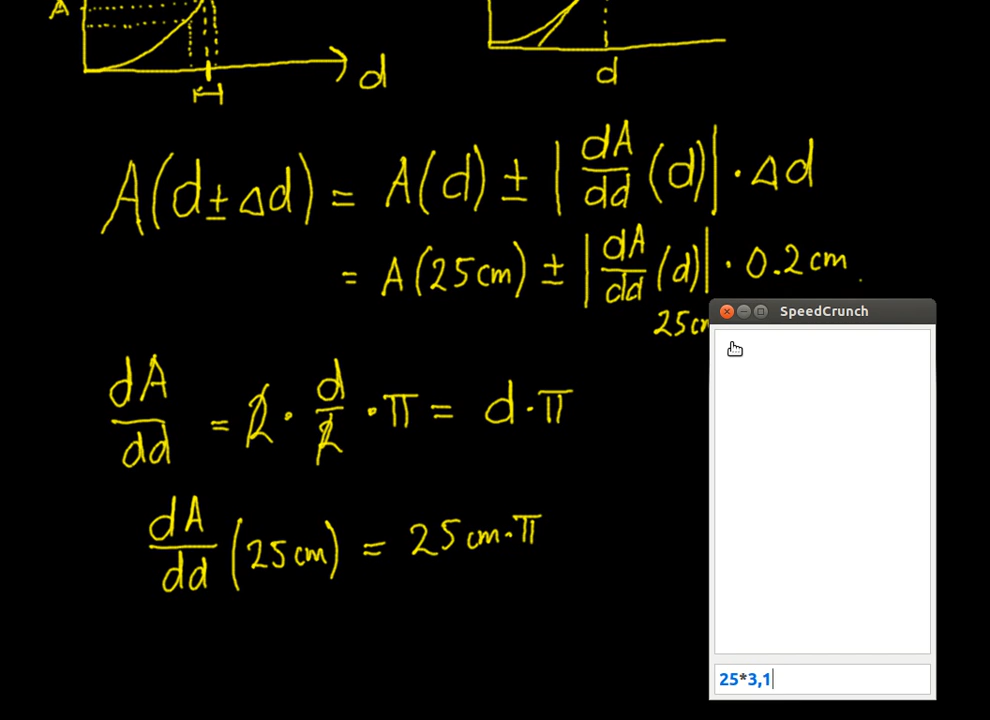 A
d
d
A(d±Δd) = A(d) ± | dA/dd (d) | · Δd
= A(25cm) ± | dA/dd (d) | · 0.2cm
25cm
SpeedCrunch
dA/dd = 2 · d/2 · π = d · π
dA/dd (25cm) = 25cm · π
25*3,1